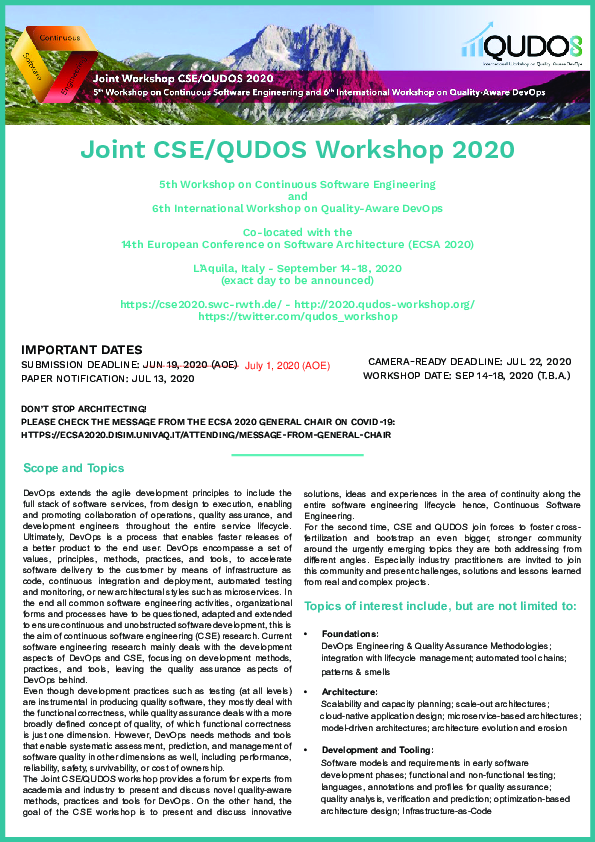 Continuous
Software
Engineering
QUDOS
International Workshop on Quality-Aware DevOps
Joint Workshop CSE/QUDOS 2020
5th Workshop on Continuous Software Engineering and 6th International Workshop on Quality-Aware DevOps
Joint CSE/QUDOS Workshop 2020
5th Workshop on Continuous Software Engineering
and
6th International Workshop on Quality-Aware DevOps
Co-located with the
14th European Conference on Software Architecture (ECSA 2020)
L'Aquila, Italy - September 14-18, 2020
(exact day to be announced)
https://cse2020.swc-rwth.de/ - http://2020.qudos-workshop.org/
https://twitter.com/qudos_workshop
IMPORTANT DATES
SUBMISSION DEADLINE: JUN 19, 2020 (AOE) July 1, 2020 (AOE)
PAPER NOTIFICATION: JUL 13, 2020
CAMERA-READY DEADLINE: JUL 22, 2020
WORKSHOP DATE: SEP 14-18, 2020 (T.B.A.)
DON'T STOP ARCHITECTING!
PLEASE CHECK THE MESSAGE FROM THE ECSA 2020 GENERAL CHAIR ON COVID-19:
HTTPS://ECSA2020.DISIM.UNIVAQ.IT/ATTENDING/MESSAGE-FROM-GENERAL-CHAIR
Scope and Topics
DevOps extends the agile development principles to include the
full stack of software services, from design to execution, enabling
and promoting collaboration of operations, quality assurance, and
development engineers throughout the entire service lifecycle.
Ultimately, DevOps is a process that enables faster releases of
a better product to the end user. DevOps encompasse a set of
values, principles, methods, practices, and tools, to accelerate
software delivery to the customer by means of infrastructure as
code, continuous integration and deployment, automated testing
and monitoring, or new architectural styles such as microservices. In
the end all common software engineering activities, organizational
forms and processes have to be questioned, adapted and extended
to ensure continuous and unobstructed software development, this is
the aim of continuous software engineering (CSE) research. Current
software engineering research mainly deals with the development
aspects of DevOps and CSE, focusing on development methods,
practices, and tools, leaving the quality assurance aspects of
DevOps behind.
Even though development practices such as testing (at all levels)
are instrumental in producing quality software, they mostly deal with
the functional correctness, while quality assurance deals with a more
broadly defined concept of quality, of which functional correctness
is just one dimension. However, DevOps needs methods and tools
that enable systematic assessment, prediction, and management of
software quality in other dimensions as well, including performance,
reliability, safety, survivability, or cost of ownership.
The Joint CSE/QUDOS workshop provides a forum for experts from
academia and industry to present and discuss novel quality-aware
methods, practices and tools for DevOps. On the other hand, the
goal of the CSE workshop is to present and discuss innovative
solutions, ideas and experiences in the area of continuity along the
entire software engineering lifecycle hence, Continuous Software
Engineering.
For the second time, CSE and QUDOS join forces to foster cross-
fertilization and bootstrap an even bigger, stronger community
around the urgently emerging topics they are both addressing from
different angles. Especially industry practitioners are invited to join
this community and present challenges, solutions and lessons learned
from real and complex projects.
Topics of interest include, but are not limited to:
• Foundations:
DevOps Engineering & Quality Assurance Methodologies;
integration with lifecycle management; automated tool chains;
patterns & smells
• Architecture:
Scalability and capacity planning; scale-out architectures;
cloud-native application design; microservice-based architectures;
model-driven architectures; architecture evolution and erosion
• Development and Tooling:
Software models and requirements in early software
development phases; functional and non-functional testing;
languages, annotations and profiles for quality assurance;
quality analysis, verification and prediction; optimization-based
architecture design; Infrastructure-as-Code